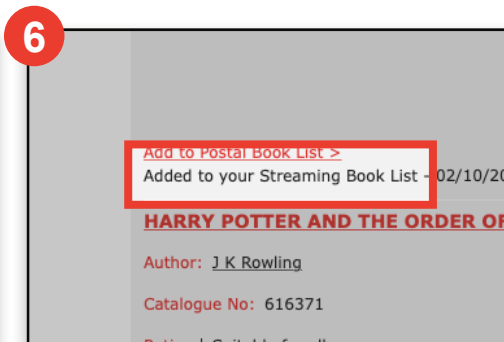 6
Add to Postal Book List >
Added to your Streaming Book List - 02/10/20
HARRY POTTER AND THE ORDER OF
Author: J K Rowling
Catalogue No: 616371